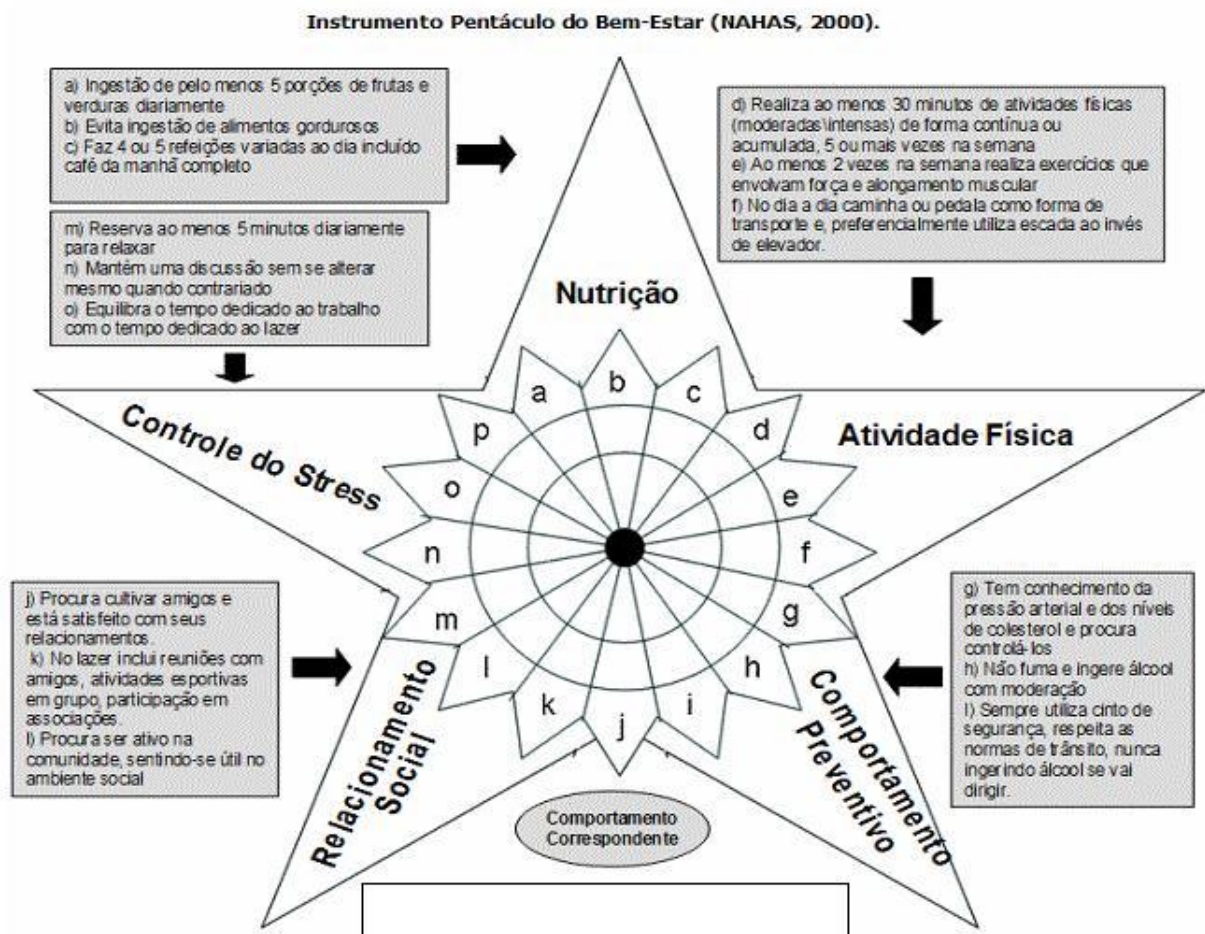 Instrumento Pentáculo do Bem-Estar (NAHAS, 2000).
a) Ingestão de pelo menos 5 porções de frutas e
verduras diariamente
b) Evita ingestão de alimentos gordurosos
c) Faz 4 ou 5 refeições variadas ao dia incluído
café da manhã completo
d) Realiza ao menos 30 minutos de atividades físicas
(moderadas\intensas) de forma contínua ou
acumulada, 5 ou mais vezes na semana
e) Ao menos 2 vezes na semana realiza exercícios que
envolvam força e alongamento muscular
f) No dia a dia caminha ou pedala como forma de
transporte e, preferencialmente utiliza escada ao invés
de elevador.
m) Reserva ao menos 5 minutos diariamente
para relaxar
n) Mantém uma discussão sem se alterar
mesmo quando contrariado
o) Equilibra o tempo dedicado ao trabalho
com o tempo dedicado ao lazer
Nutrição
Controle do Stress
Atividade Física
a
b
c
d
e
f
g
h
i
j
k
l
m
n
o
p
j) Procura cultivar amigos e
está satisfeito com seus
relacionamentos.
k) No lazer inclui reuniões com
amigos, atividades esportivas
em grupo, participação em
associações.
l) Procura ser ativo na
comunidade, sentindo-se útil no
ambiente social
g) Tem conhecimento da
pressão arterial e dos níveis
de colesterol e procura
controlá-los
h) Não fuma e ingere álcool
com moderação
I) Sempre utiliza cinto de
segurança, respeita as
normas de trânsito, nunca
ingerindo álcool se vai
dirigir.
Relacionamento
Social
Comportamento
Preventivo
Comportamento
Correspondente